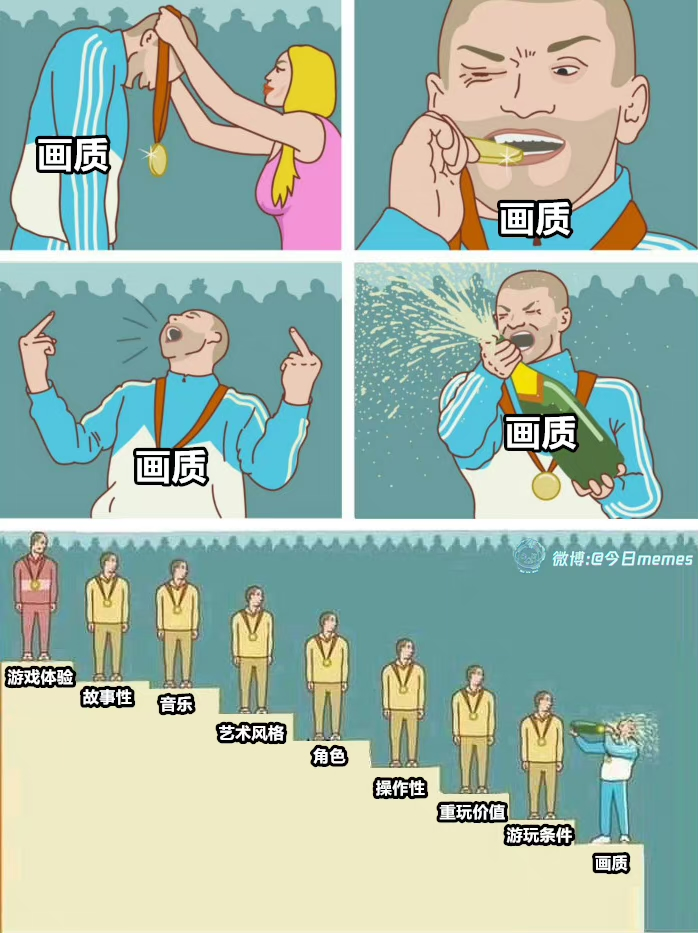 画质
画质
画质
画质
微博:@今日memes
游戏体验
故事性
音乐
艺术风格
角色
操作性
重玩价值
游玩条件
画质